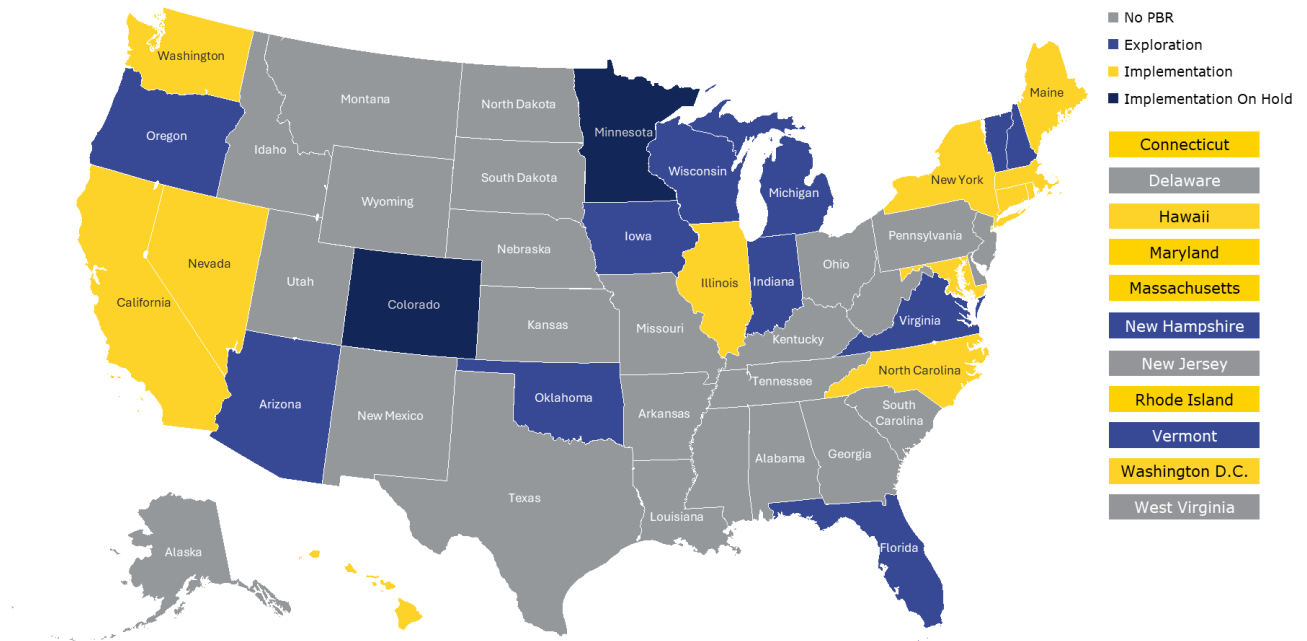 No PBR
Exploration
Implementation
Implementation On Hold
Washington
Montana
North Dakota
Minnesota
Maine
Oregon
Idaho
South Dakota
Wisconsin
Michigan
New York
Wyoming
Iowa
Pennsylvania
Nebraska
Nevada
Utah
Colorado
Illinois
Indiana
Ohio
California
Kansas
Missouri
Kentucky
Virginia
Arizona
New Mexico
Oklahoma
Arkansas
Tennessee
North Carolina
South
Carolina
Texas
Louisiana
Alabama
Georgia
Florida
Alaska
Connecticut
Delaware
Hawaii
Maryland
Massachusetts
New Hampshire
New Jersey
Rhode Island
Vermont
Washington D.C.
West Virginia